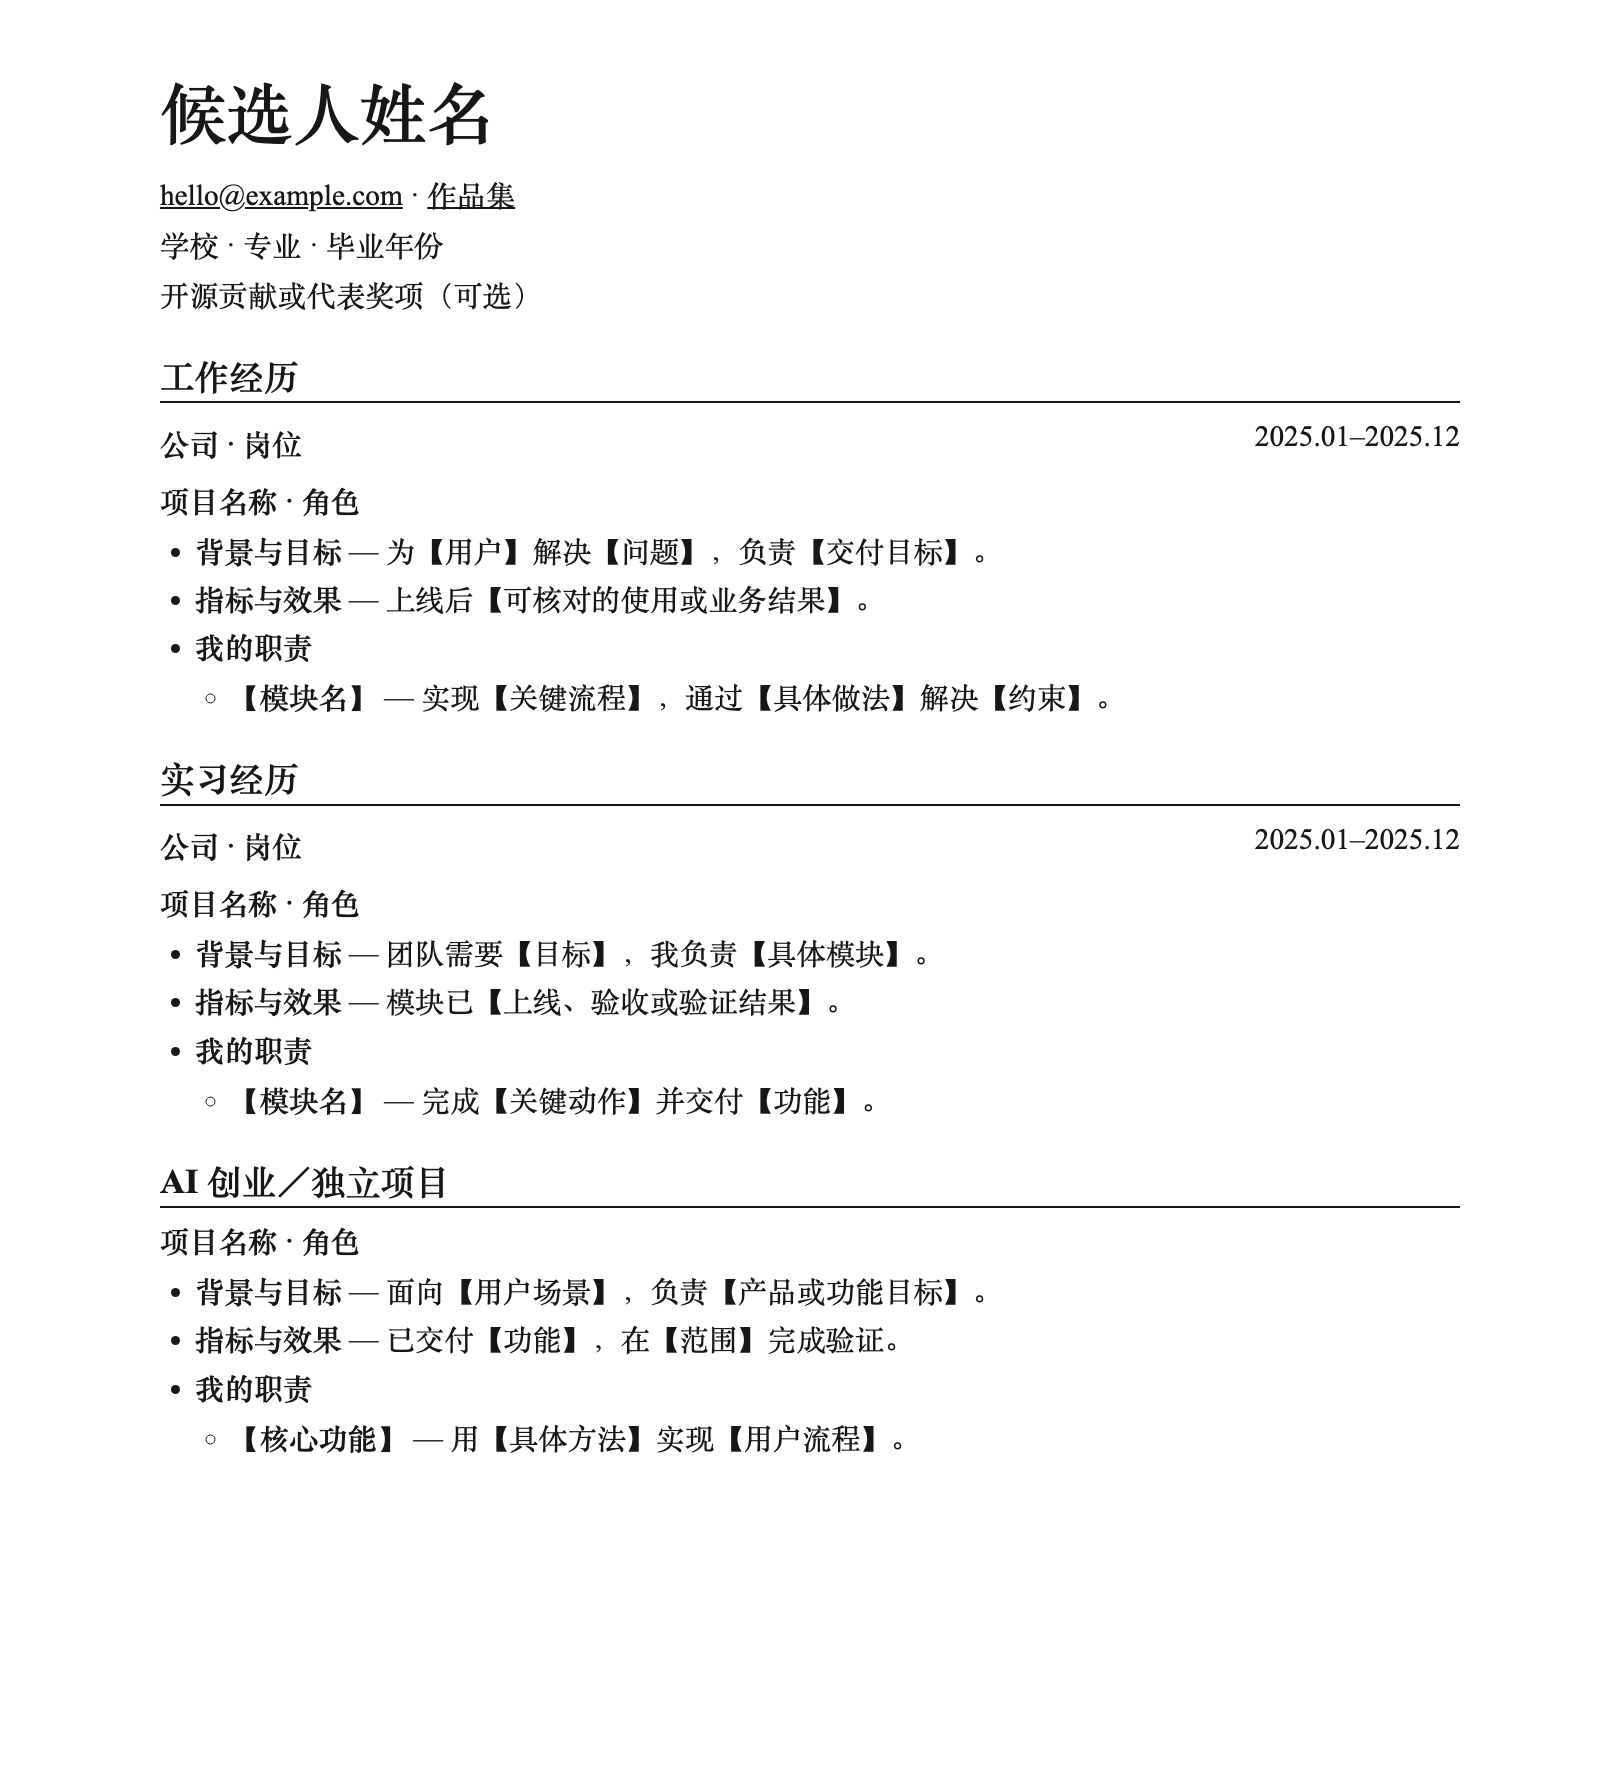 候选人姓名
hello@example.com · 作品集
学校 · 专业 · 毕业年份
开源贡献或代表奖项（可选）
工作经历
公司 · 岗位 2025.01–2025.12
项目名称 · 角色
• 背景与目标 — 为【用户】解决【问题】，负责【交付目标】。
• 指标与效果 — 上线后【可核对的使用或业务结果】。
• 我的职责
◦ 【模块名】 — 实现【关键流程】，通过【具体做法】解决【约束】。
实习经历
公司 · 岗位 2025.01–2025.12
项目名称 · 角色
• 背景与目标 — 团队需要【目标】，我负责【具体模块】。
• 指标与效果 — 模块已【上线、验收或验证结果】。
• 我的职责
◦ 【模块名】 — 完成【关键动作】并交付【功能】。
AI 创业／独立项目
项目名称 · 角色
• 背景与目标 — 面向【用户场景】，负责【产品或功能目标】。
• 指标与效果 — 已交付【功能】，在【范围】完成验证。
• 我的职责
◦ 【核心功能】 — 用【具体方法】实现【用户流程】。